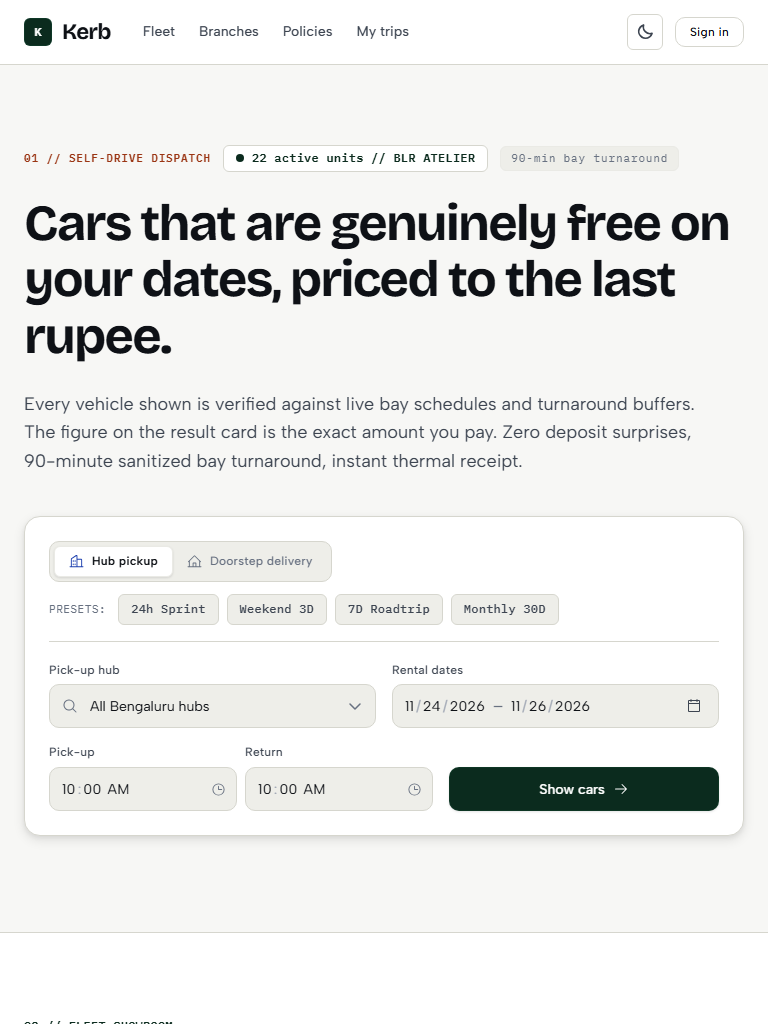 K Kerb Fleet Branches Policies My trips Sign in
01 // SELF-DRIVE DISPATCH 22 active units // BLR ATELIER 90-min bay turnaround
Cars that are genuinely free on
your dates, priced to the last
rupee.
Every vehicle shown is verified against live bay schedules and turnaround buffers.
The figure on the result card is the exact amount you pay. Zero deposit surprises,
90-minute sanitized bay turnaround, instant thermal receipt.
Hub pickup Doorstep delivery
PRESETS: 24h Sprint Weekend 3D 7D Roadtrip Monthly 30D
Pick-up hub Rental dates
All Bengaluru hubs 11/24/2026 – 11/26/2026
Pick-up Return
10:00 AM 10:00 AM Show cars